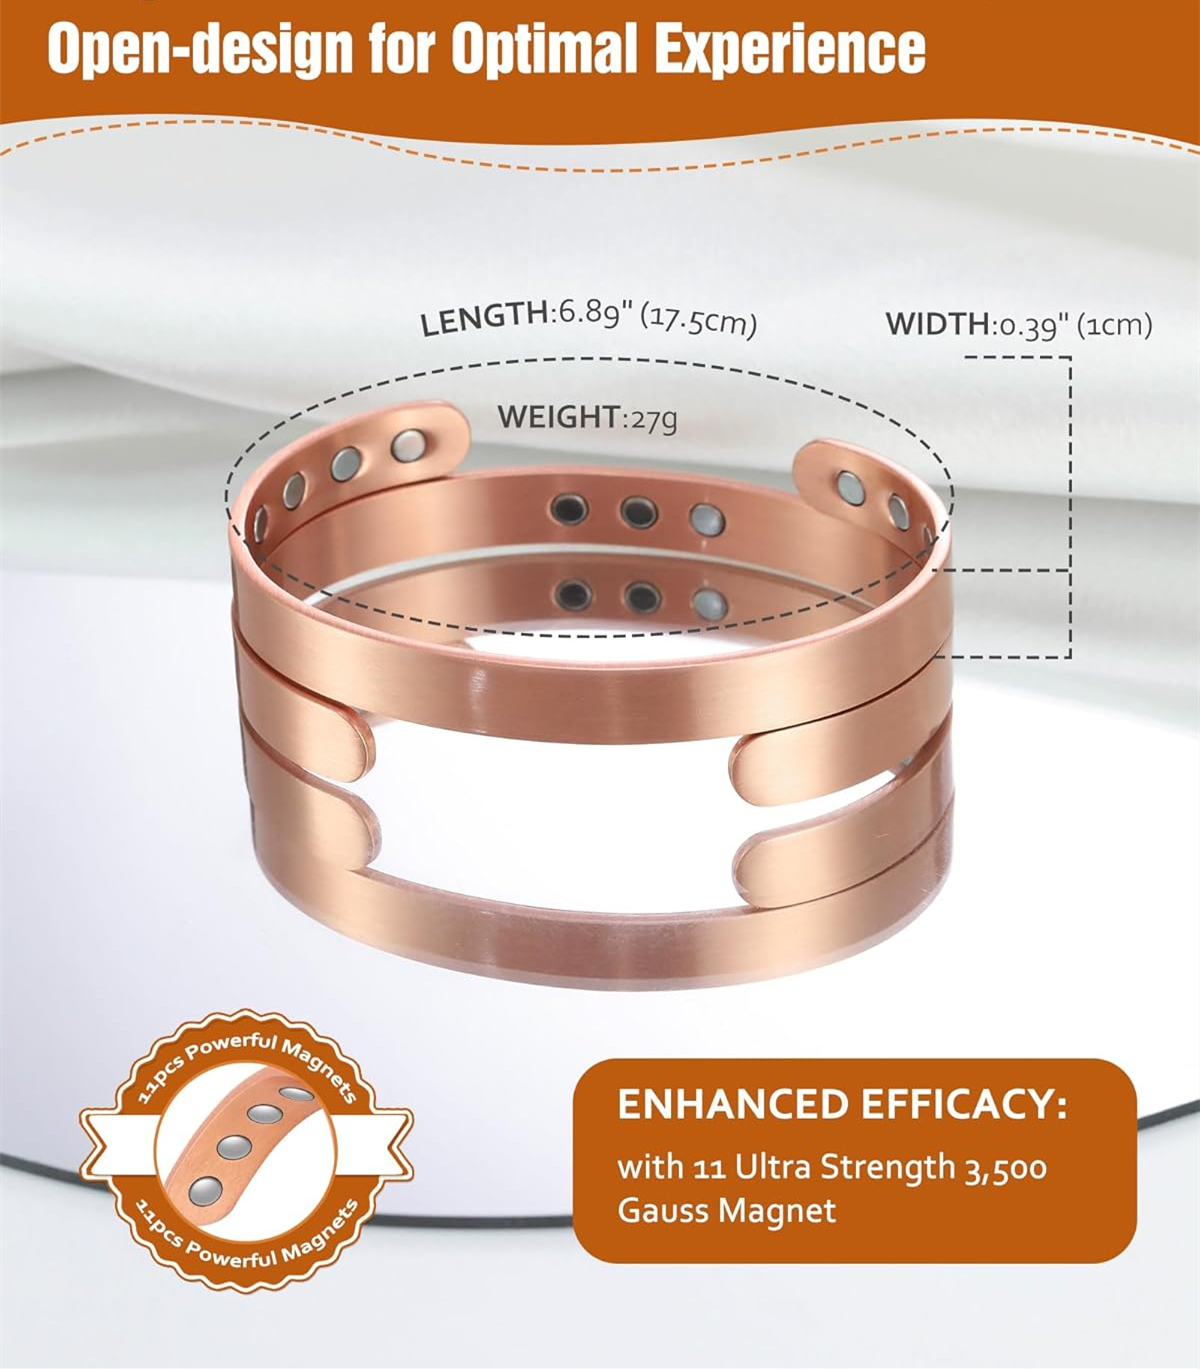 Open-design for Optimal Experience
LENGTH:6.89" (17.5cm)
WIDTH:0.39" (1cm)
WEIGHT:27g
11pcs Powerful Magnets
11pcs Powerful Magnets
ENHANCED EFFICACY:
with 11 Ultra Strength 3,500
Gauss Magnet